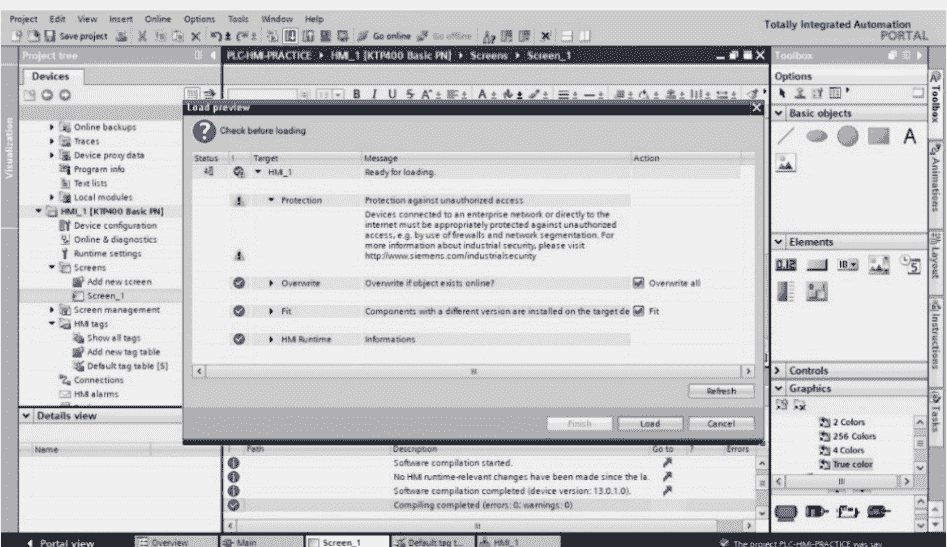 Project Edit View Insert Online Options Tools Window Help
Totally Integrated Automation
PORTAL
Save project
Go online
Go offline
Project tree
PLC-HMI-PRACTICE HMI_1 [KTP400 Basic PN] Screens Screen_1
Toolbox
Devices
Options
Visualization
B I U S A
Load preview
Check before loading
Status ! Target Message Action
HMI_1 Ready for loading.
Protection Protection against unauthorized access
Devices connected to an enterprise network or directly to the
internet must be appropriately protected against unauthorized
access, e.g. by use of firewalls and network segmentation. For
more information about industrial security, please visit
http://www.siemens.com/industrialsecurity
Overwrite Overwrite if object exists online? Overwrite all
Fit Components with a different version are installed on the target de Fit
HMI Runtime Informations
Refresh
Finish Load Cancel
Online backups
Traces
Device proxy data
Program info
Text lists
Local modules
HMI_1 [KTP400 Basic PN]
Device configuration
Online & diagnostics
Runtime settings
Screens
Add new screen
Screen_1
Screen management
HMI tags
Show all tags
Add new tag table
Default tag table [5]
Connections
HMI alarms
Details view
Name
Basic objects
A
Elements
0.12
10
5
Controls
Graphics
2 Colors
256 Colors
4 Colors
True color
Toolbox
Animations
Layout
Instructions
Tasks
! Path Description Go to ? Errors
Software compilation started.
No HMI runtime-relevant changes have been made since the la.
Software compilation completed (device version: 13.0.1.0).
Compiling completed (errors: 0; warnings: 0)
Portal view Overview Main Screen_1 Default tag t... HMI_1 The project PLC-HMI-PRACTICE was sav